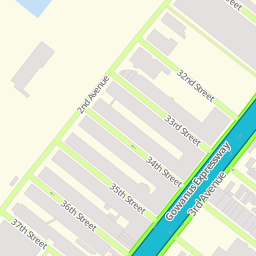 32nd Street
2nd Avenue
33rd Street
34th Street
Gowanus Expressway
3rd Avenue
35th Street
36th Street
37th Street